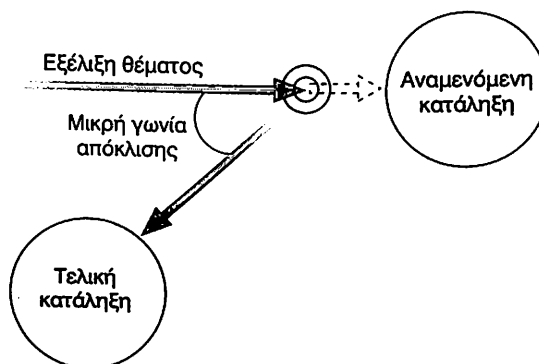 Εξέλιξη θέματος
Αναμενόμενη
κατάληξη
Μικρή γωνία
απόκλισης
Τελική
κατάληξη